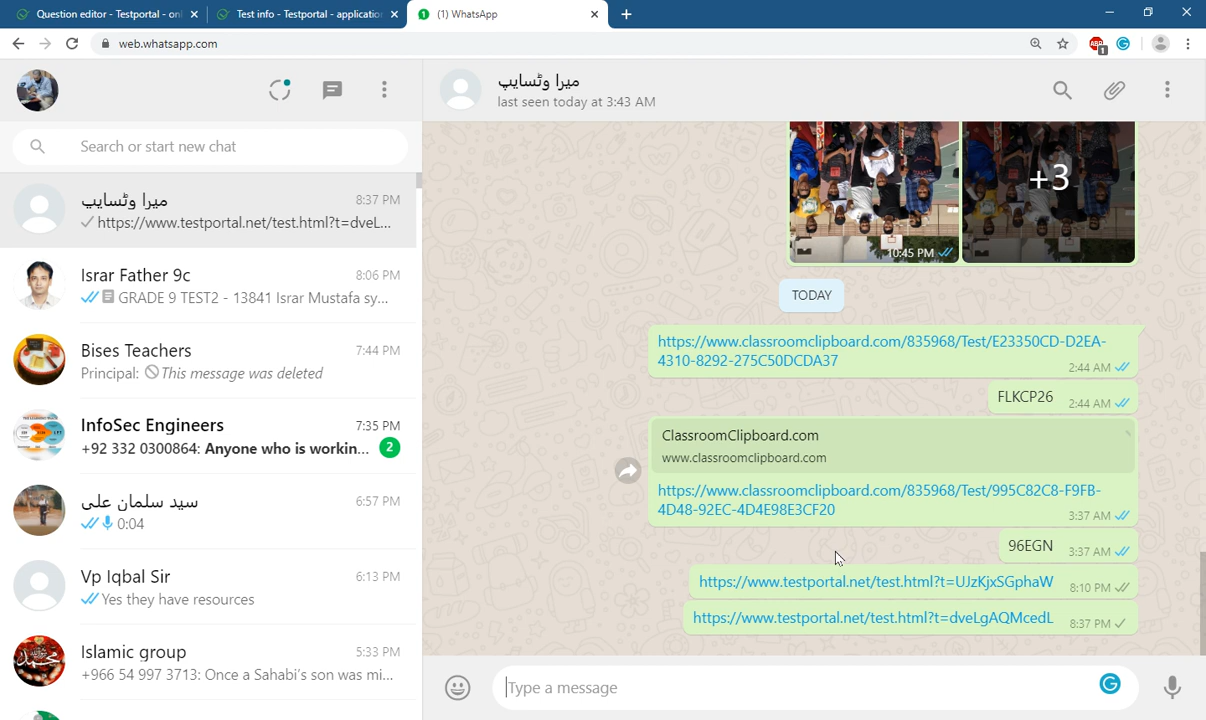 Question editor - Testportal - onl
Test info - Testportal - application
(1) WhatsApp
web.whatsapp.com
ABP
1
میرا وٹساپپ
last seen today at 3:43 AM
Search or start new chat
میرا وٹساپپ
8:37 PM
https://www.testportal.net/test.html?t=dveL...
Israr Father 9c
8:06 PM
GRADE 9 TEST2 - 13841 Israr Mustafa sy...
Bises Teachers
7:44 PM
Principal: This message was deleted
InfoSec Engineers
7:35 PM
+92 332 0300864: Anyone who is workin...
2
سید سلمان علی
6:57 PM
0:04
Vp Iqbal Sir
6:13 PM
Yes they have resources
Islamic group
5:33 PM
+966 54 997 3713: Once a Sahabi's son was mi...
+3
10:45 PM
TODAY
https://www.classroomclipboard.com/835968/Test/E23350CD-D2EA-
4310-8292-275C50DCDA37
2:44 AM
FLKCP26
2:44 AM
ClassroomClipboard.com
www.classroomclipboard.com
https://www.classroomclipboard.com/835968/Test/995C82C8-F9FB-
4D48-92EC-4D4E98E3CF20
3:37 AM
96EGN
3:37 AM
https://www.testportal.net/test.html?t=UJzKjxSGphaW
8:10 PM
https://www.testportal.net/test.html?t=dveLgAQMcedL
8:37 PM
Type a message